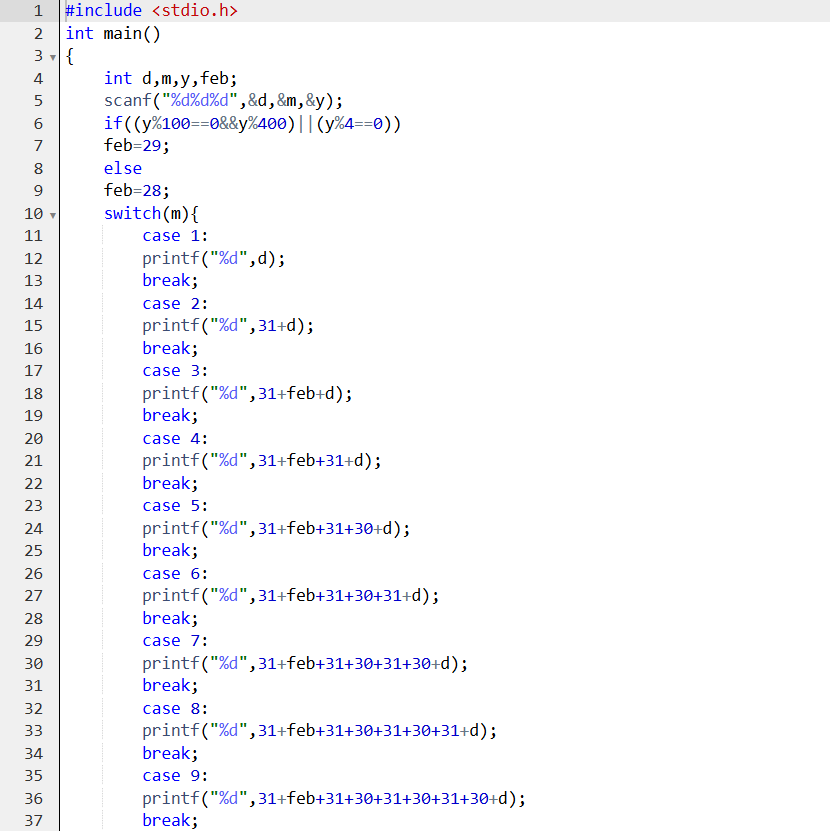 1 #include <stdio.h>
2 int main()
3 {
4 int d,m,y,feb;
5 scanf("%d%d%d",&d,&m,&y);
6 if((y%100==0&&y%400)||(y%4==0))
7 feb=29;
8 else
9 feb=28;
10 switch(m){
11 case 1:
12 printf("%d",d);
13 break;
14 case 2:
15 printf("%d",31+d);
16 break;
17 case 3:
18 printf("%d",31+feb+d);
19 break;
20 case 4:
21 printf("%d",31+feb+31+d);
22 break;
23 case 5:
24 printf("%d",31+feb+31+30+d);
25 break;
26 case 6:
27 printf("%d",31+feb+31+30+31+d);
28 break;
29 case 7:
30 printf("%d",31+feb+31+30+31+30+d);
31 break;
32 case 8:
33 printf("%d",31+feb+31+30+31+30+31+d);
34 break;
35 case 9:
36 printf("%d",31+feb+31+30+31+30+31+30+d);
37 break;